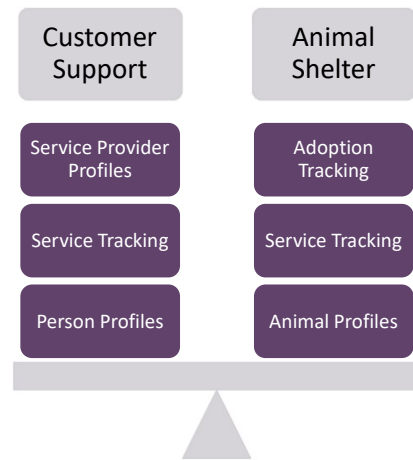 Customer
Support
Animal
Shelter
Service Provider
Profiles
Adoption
Tracking
Service Tracking
Service Tracking
Person Profiles
Animal Profiles